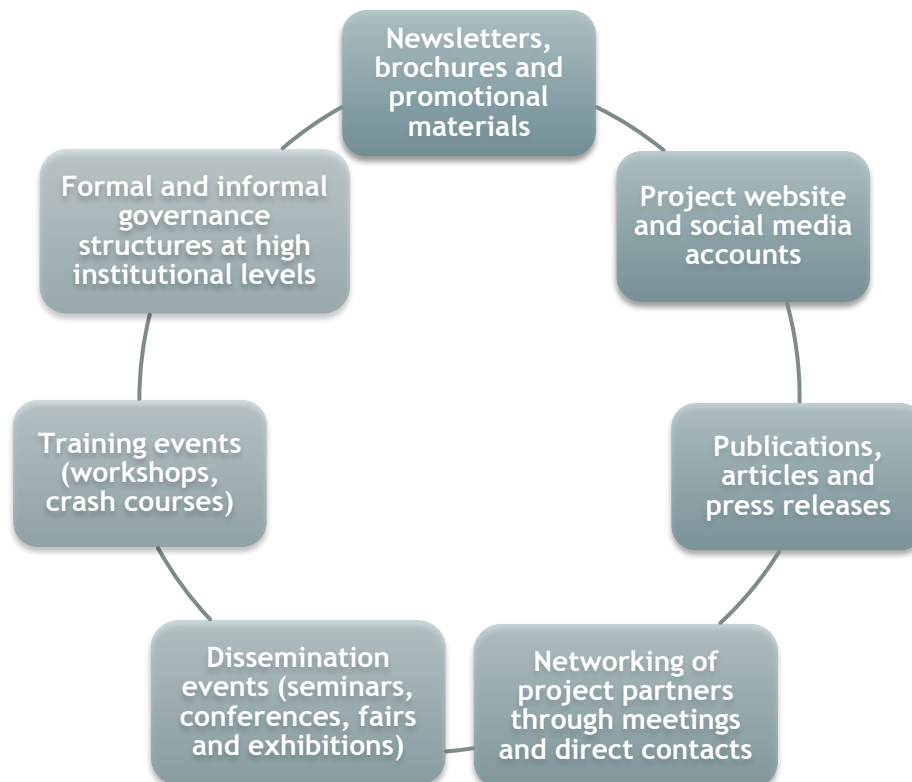 Newsletters,
brochures and
promotional
materials
Project website
and social media
accounts
Publications,
articles and
press releases
Networking of
project partners
through meetings
and direct contacts
Dissemination
events (seminars,
conferences, fairs
and exhibitions)
Training events
(workshops,
crash courses)
Formal and informal
governance
structures at high
institutional levels